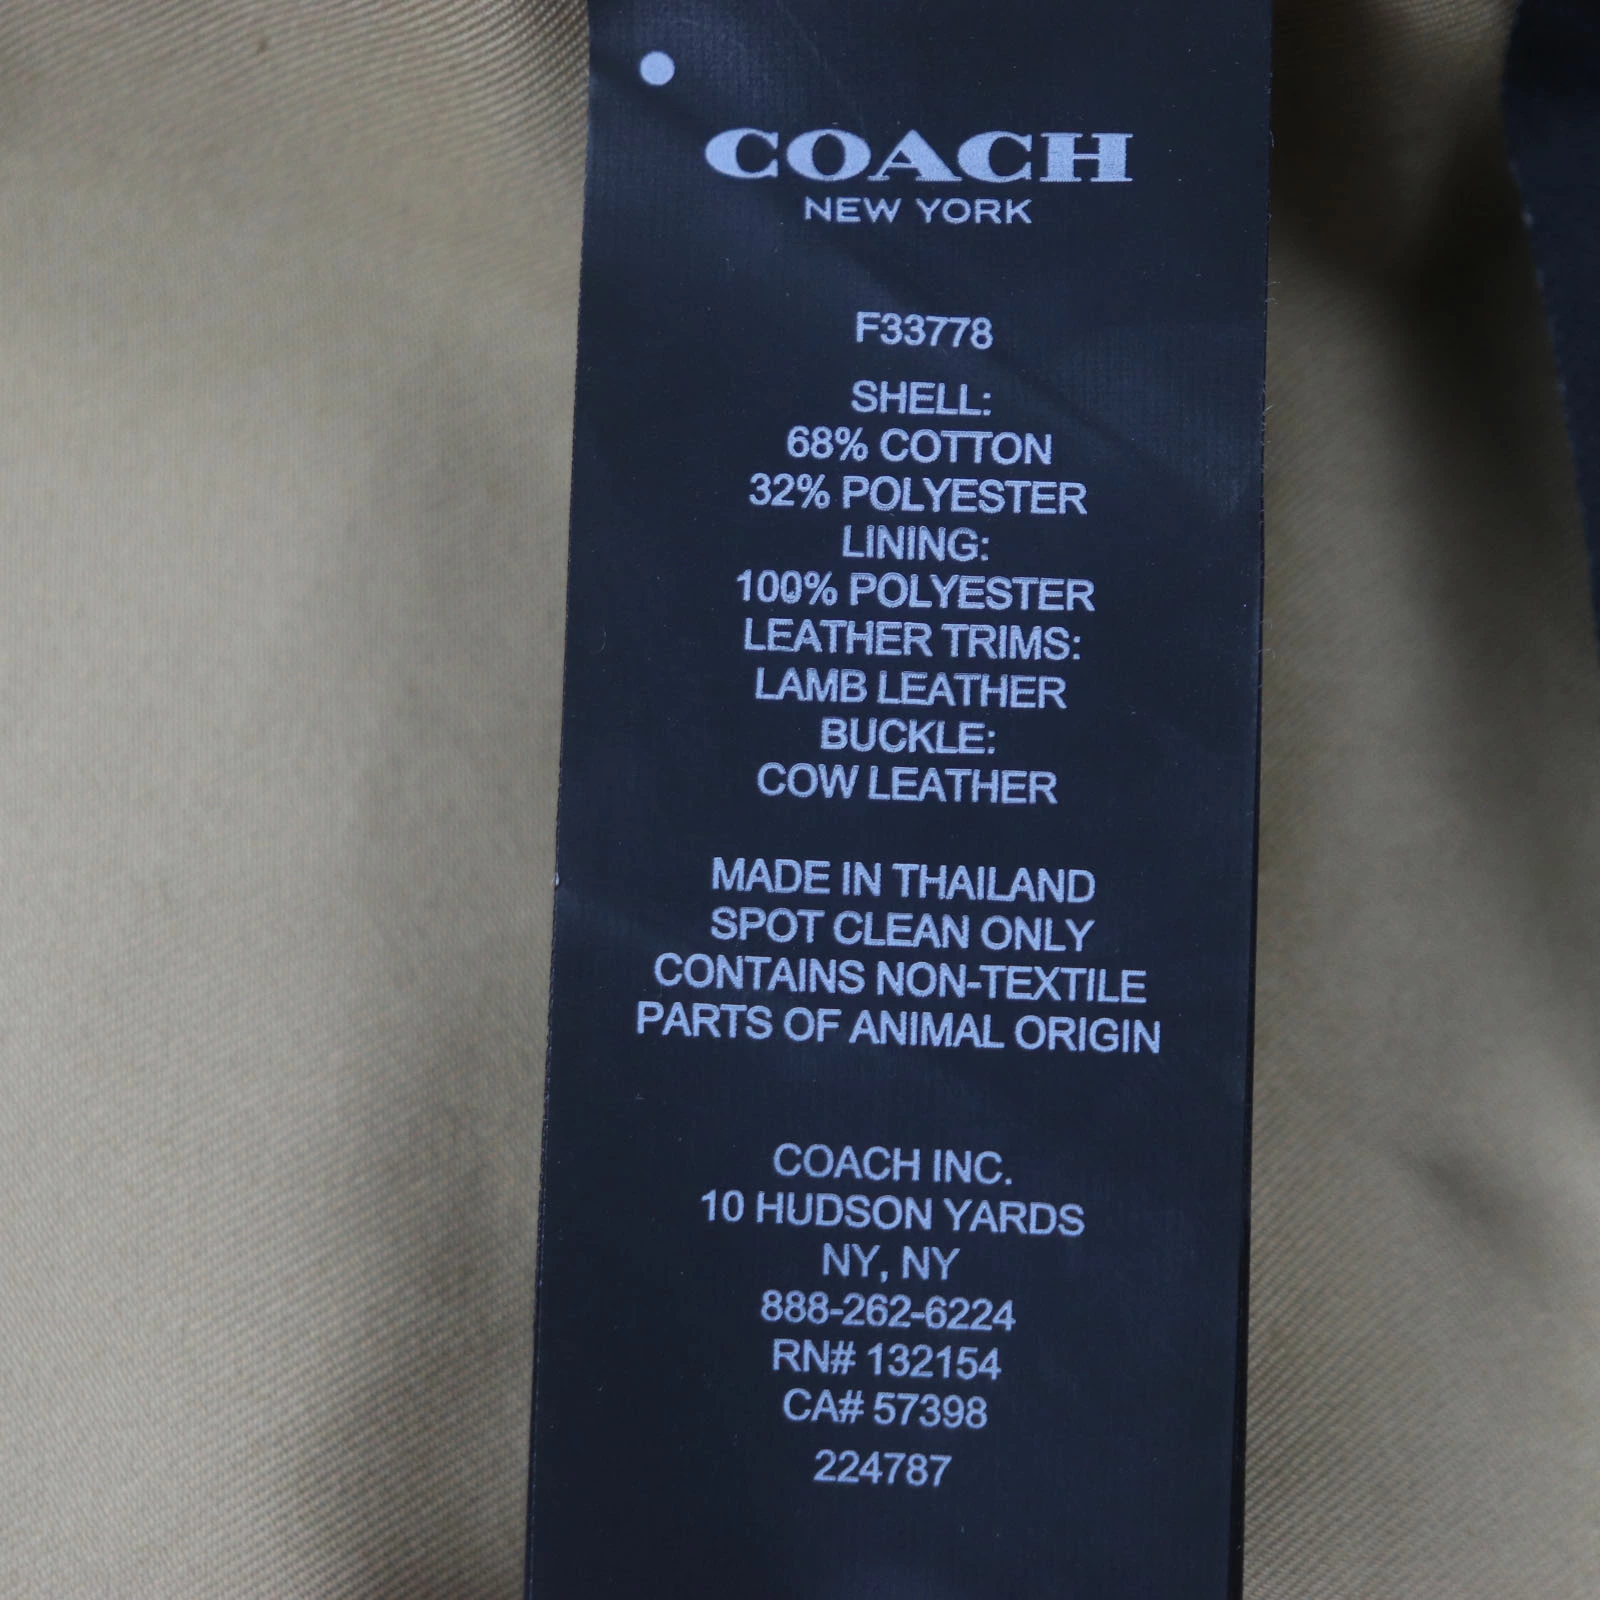 COACH
NEW YORK
F33778
SHELL:
68% COTTON
32% POLYESTER
LINING:
100% POLYESTER
LEATHER TRIMS:
LAMB LEATHER
BUCKLE:
COW LEATHER
MADE IN THAILAND
SPOT CLEAN ONLY
CONTAINS NON-TEXTILE
PARTS OF ANIMAL ORIGIN
COACH INC.
10 HUDSON YARDS
NY, NY
888-262-6224
RN# 132154
CA# 57398
224787